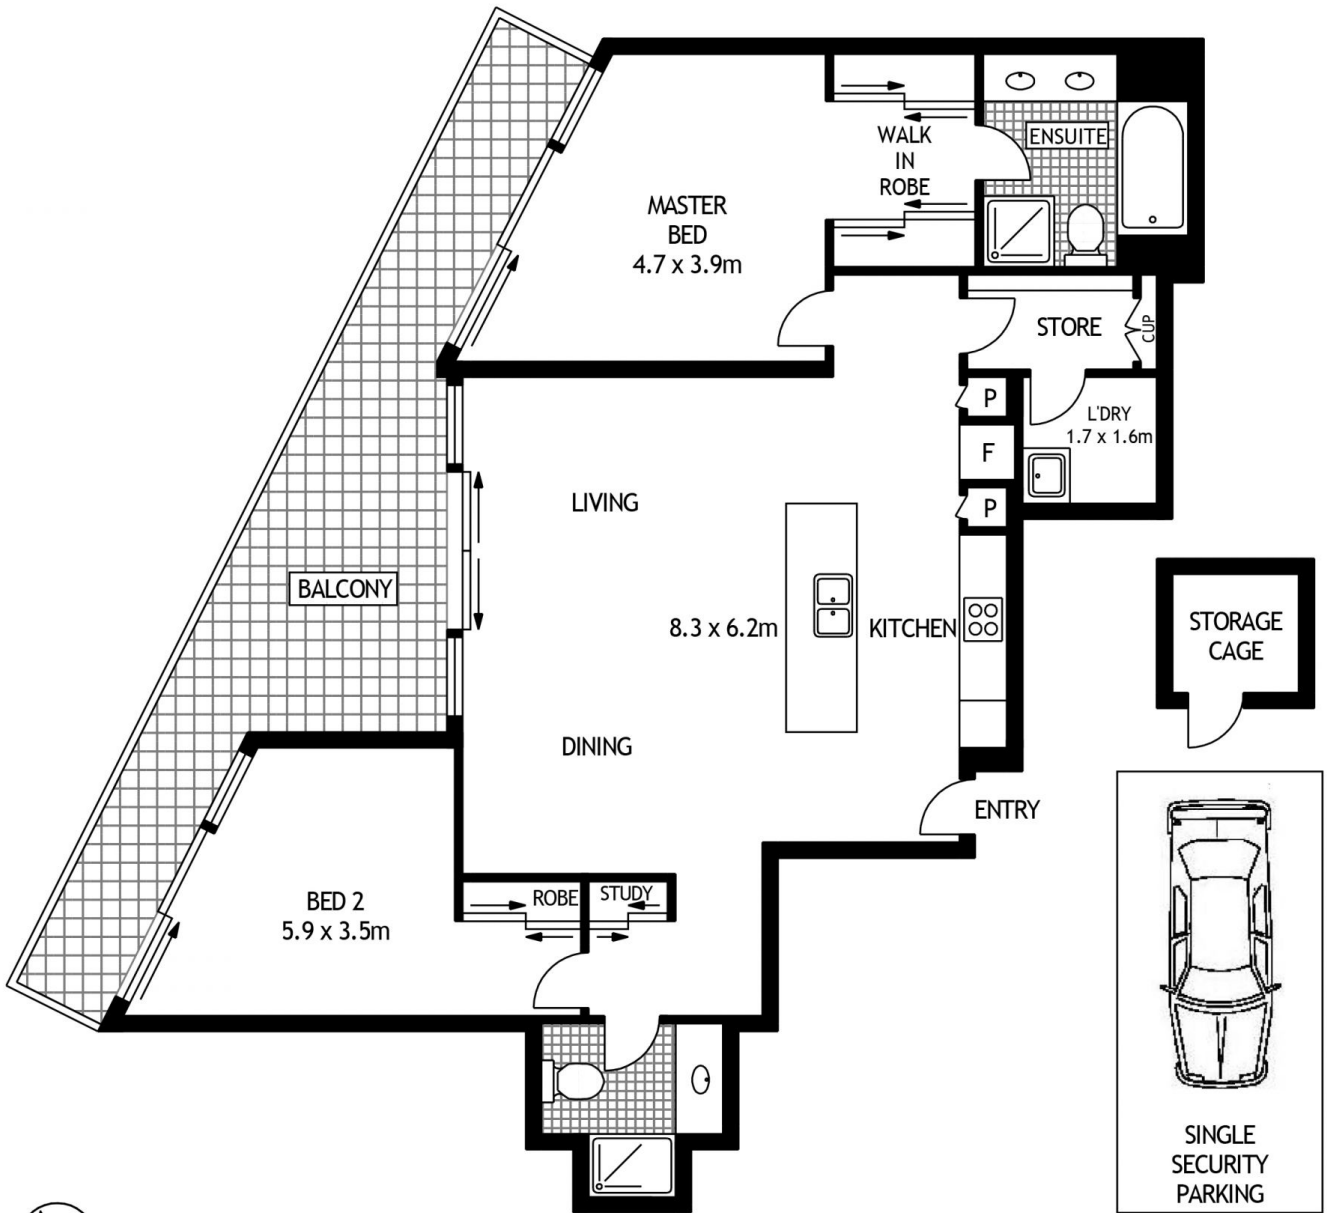 WALK
IN
ROBE
ENSUITE
MASTER
BED
4.7 x 3.9m
STORE
CUP
P
L'DRY
1.7 x 1.6m
F
LIVING
P
BALCONY
8.3 x 6.2m
KITCHEN
STORAGE
CAGE
DINING
ENTRY
BED 2
5.9 x 3.5m
ROBE
STUDY
SINGLE
SECURITY
PARKING